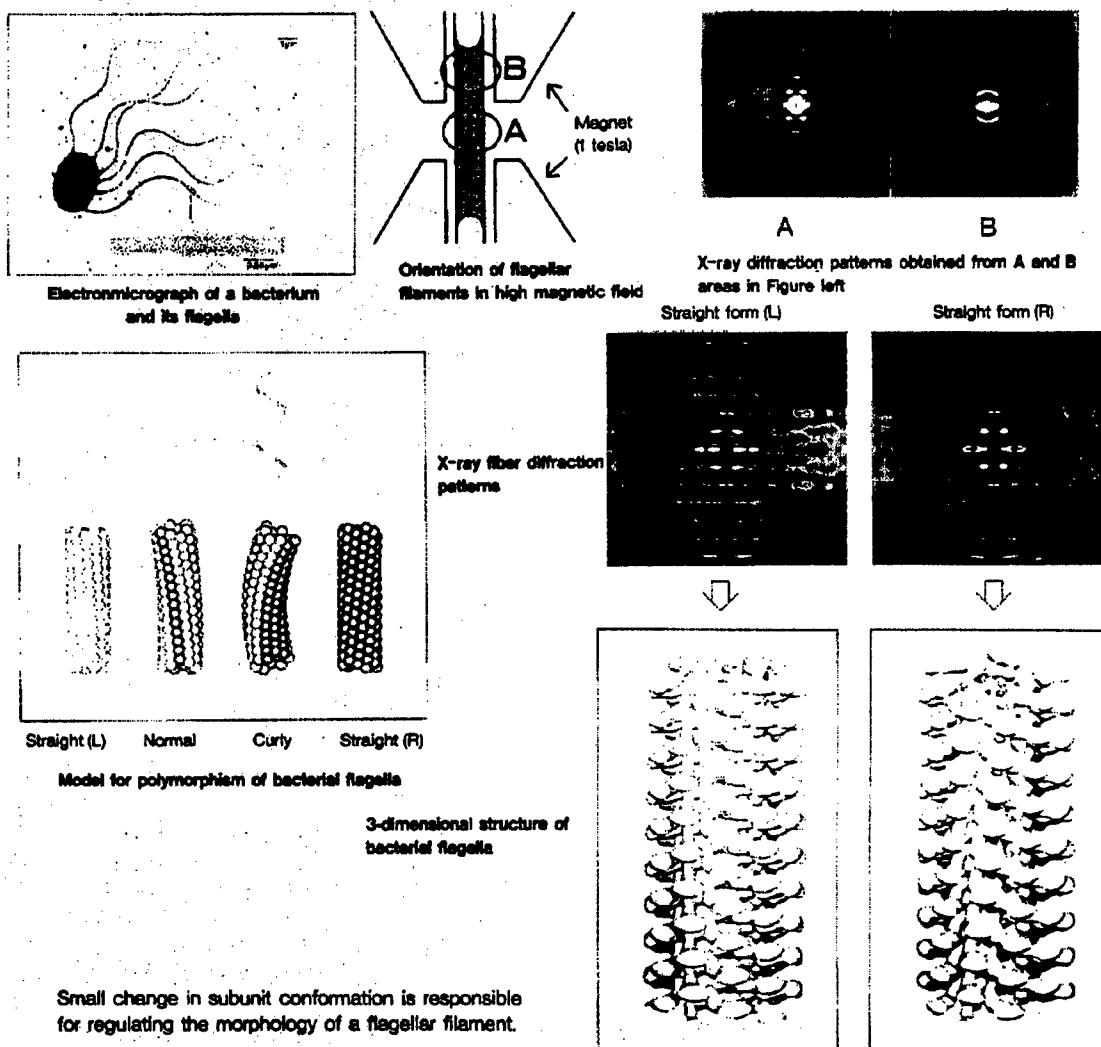 1μm
Electronmicrograph of a bacterium
and its flagella
B
A
Magnet
(1 tesla)
Orientation of flagellar
filaments in high magnetic field
A
B
X-ray diffraction patterns obtained from A and B
areas in Figure left
Straight form (L)
Straight form (R)
X-ray fiber diffraction
patterns
Straight (L)
Normal
Curly
Straight (R)
Model for polymorphism of bacterial flagella
3-dimensional structure of
bacterial flagella
Small change in subunit conformation is responsible
for regulating the morphology of a flagellar filament.